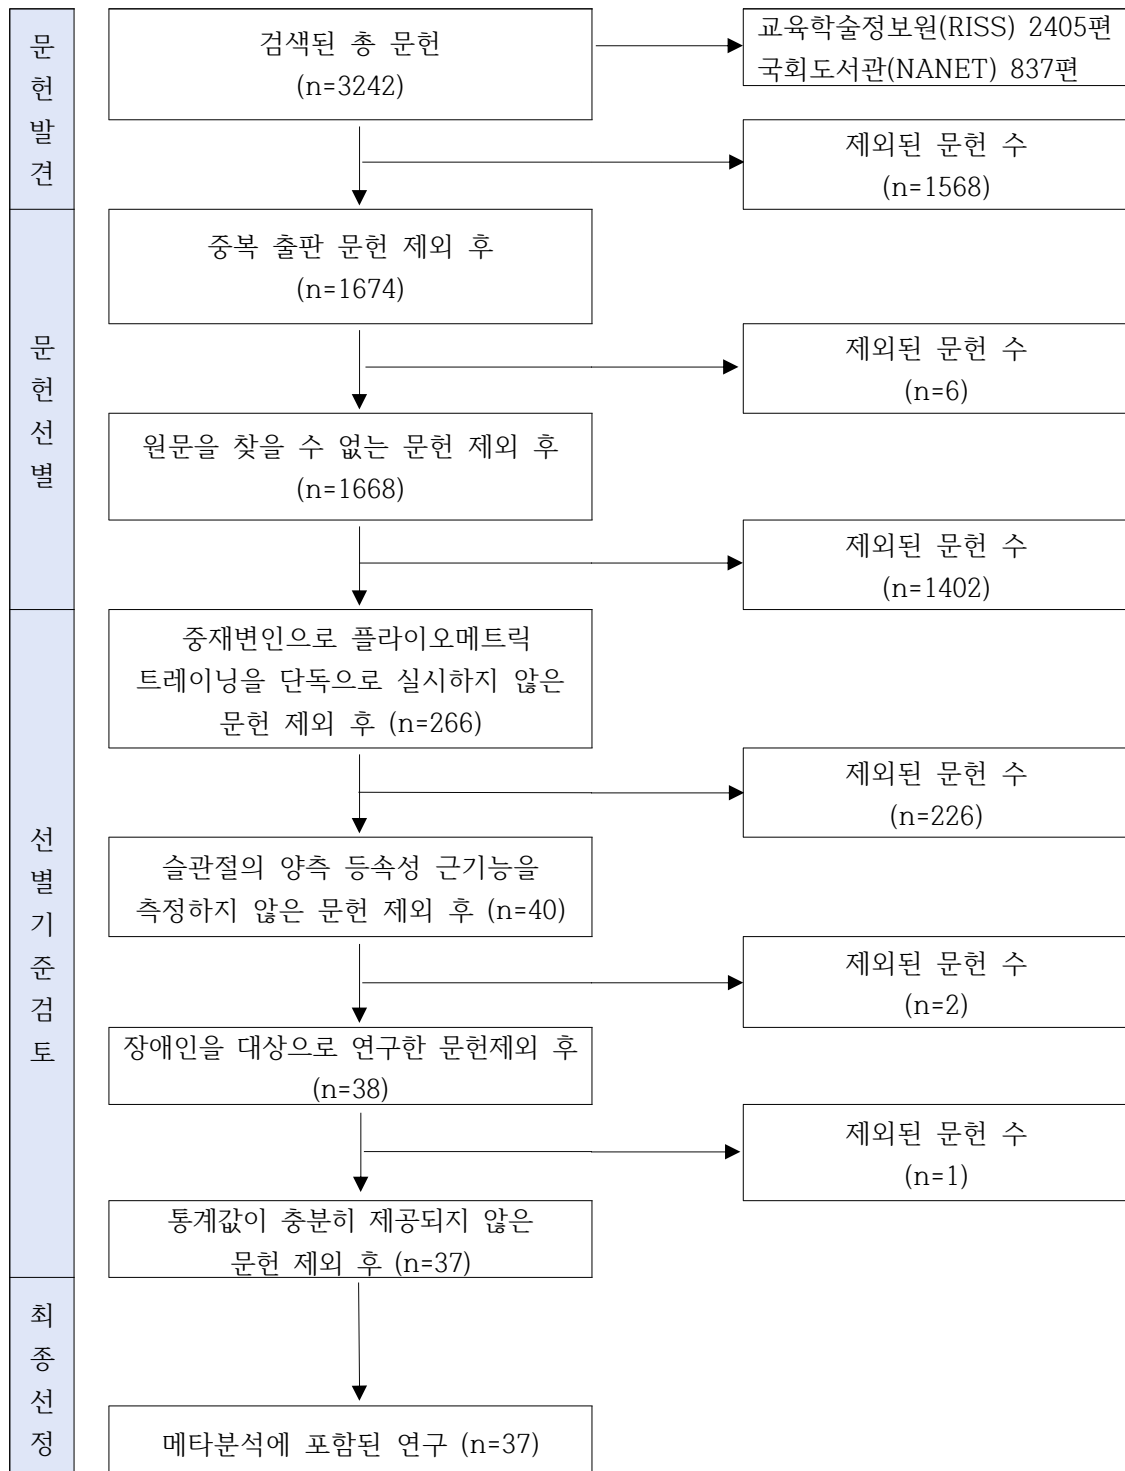 문
헌
발
견
검색된 총 문헌
(n=3242)
교육학술정보원(RISS) 2405편
국회도서관(NANET) 837편
제외된 문헌 수
(n=1568)
문
헌
선
별
중복 출판 문헌 제외 후
(n=1674)
제외된 문헌 수
(n=6)
원문을 찾을 수 없는 문헌 제외 후
(n=1668)
제외된 문헌 수
(n=1402)
선
별
기
준
검
토
중재변인으로 플라이오메트릭
트레이닝을 단독으로 실시하지 않은
문헌 제외 후 (n=266)
제외된 문헌 수
(n=226)
슬관절의 양측 등속성 근기능을
측정하지 않은 문헌 제외 후 (n=40)
제외된 문헌 수
(n=2)
장애인을 대상으로 연구한 문헌제외 후
(n=38)
제외된 문헌 수
(n=1)
통계값이 충분히 제공되지 않은
문헌 제외 후 (n=37)
최
종
선
정
메타분석에 포함된 연구 (n=37)